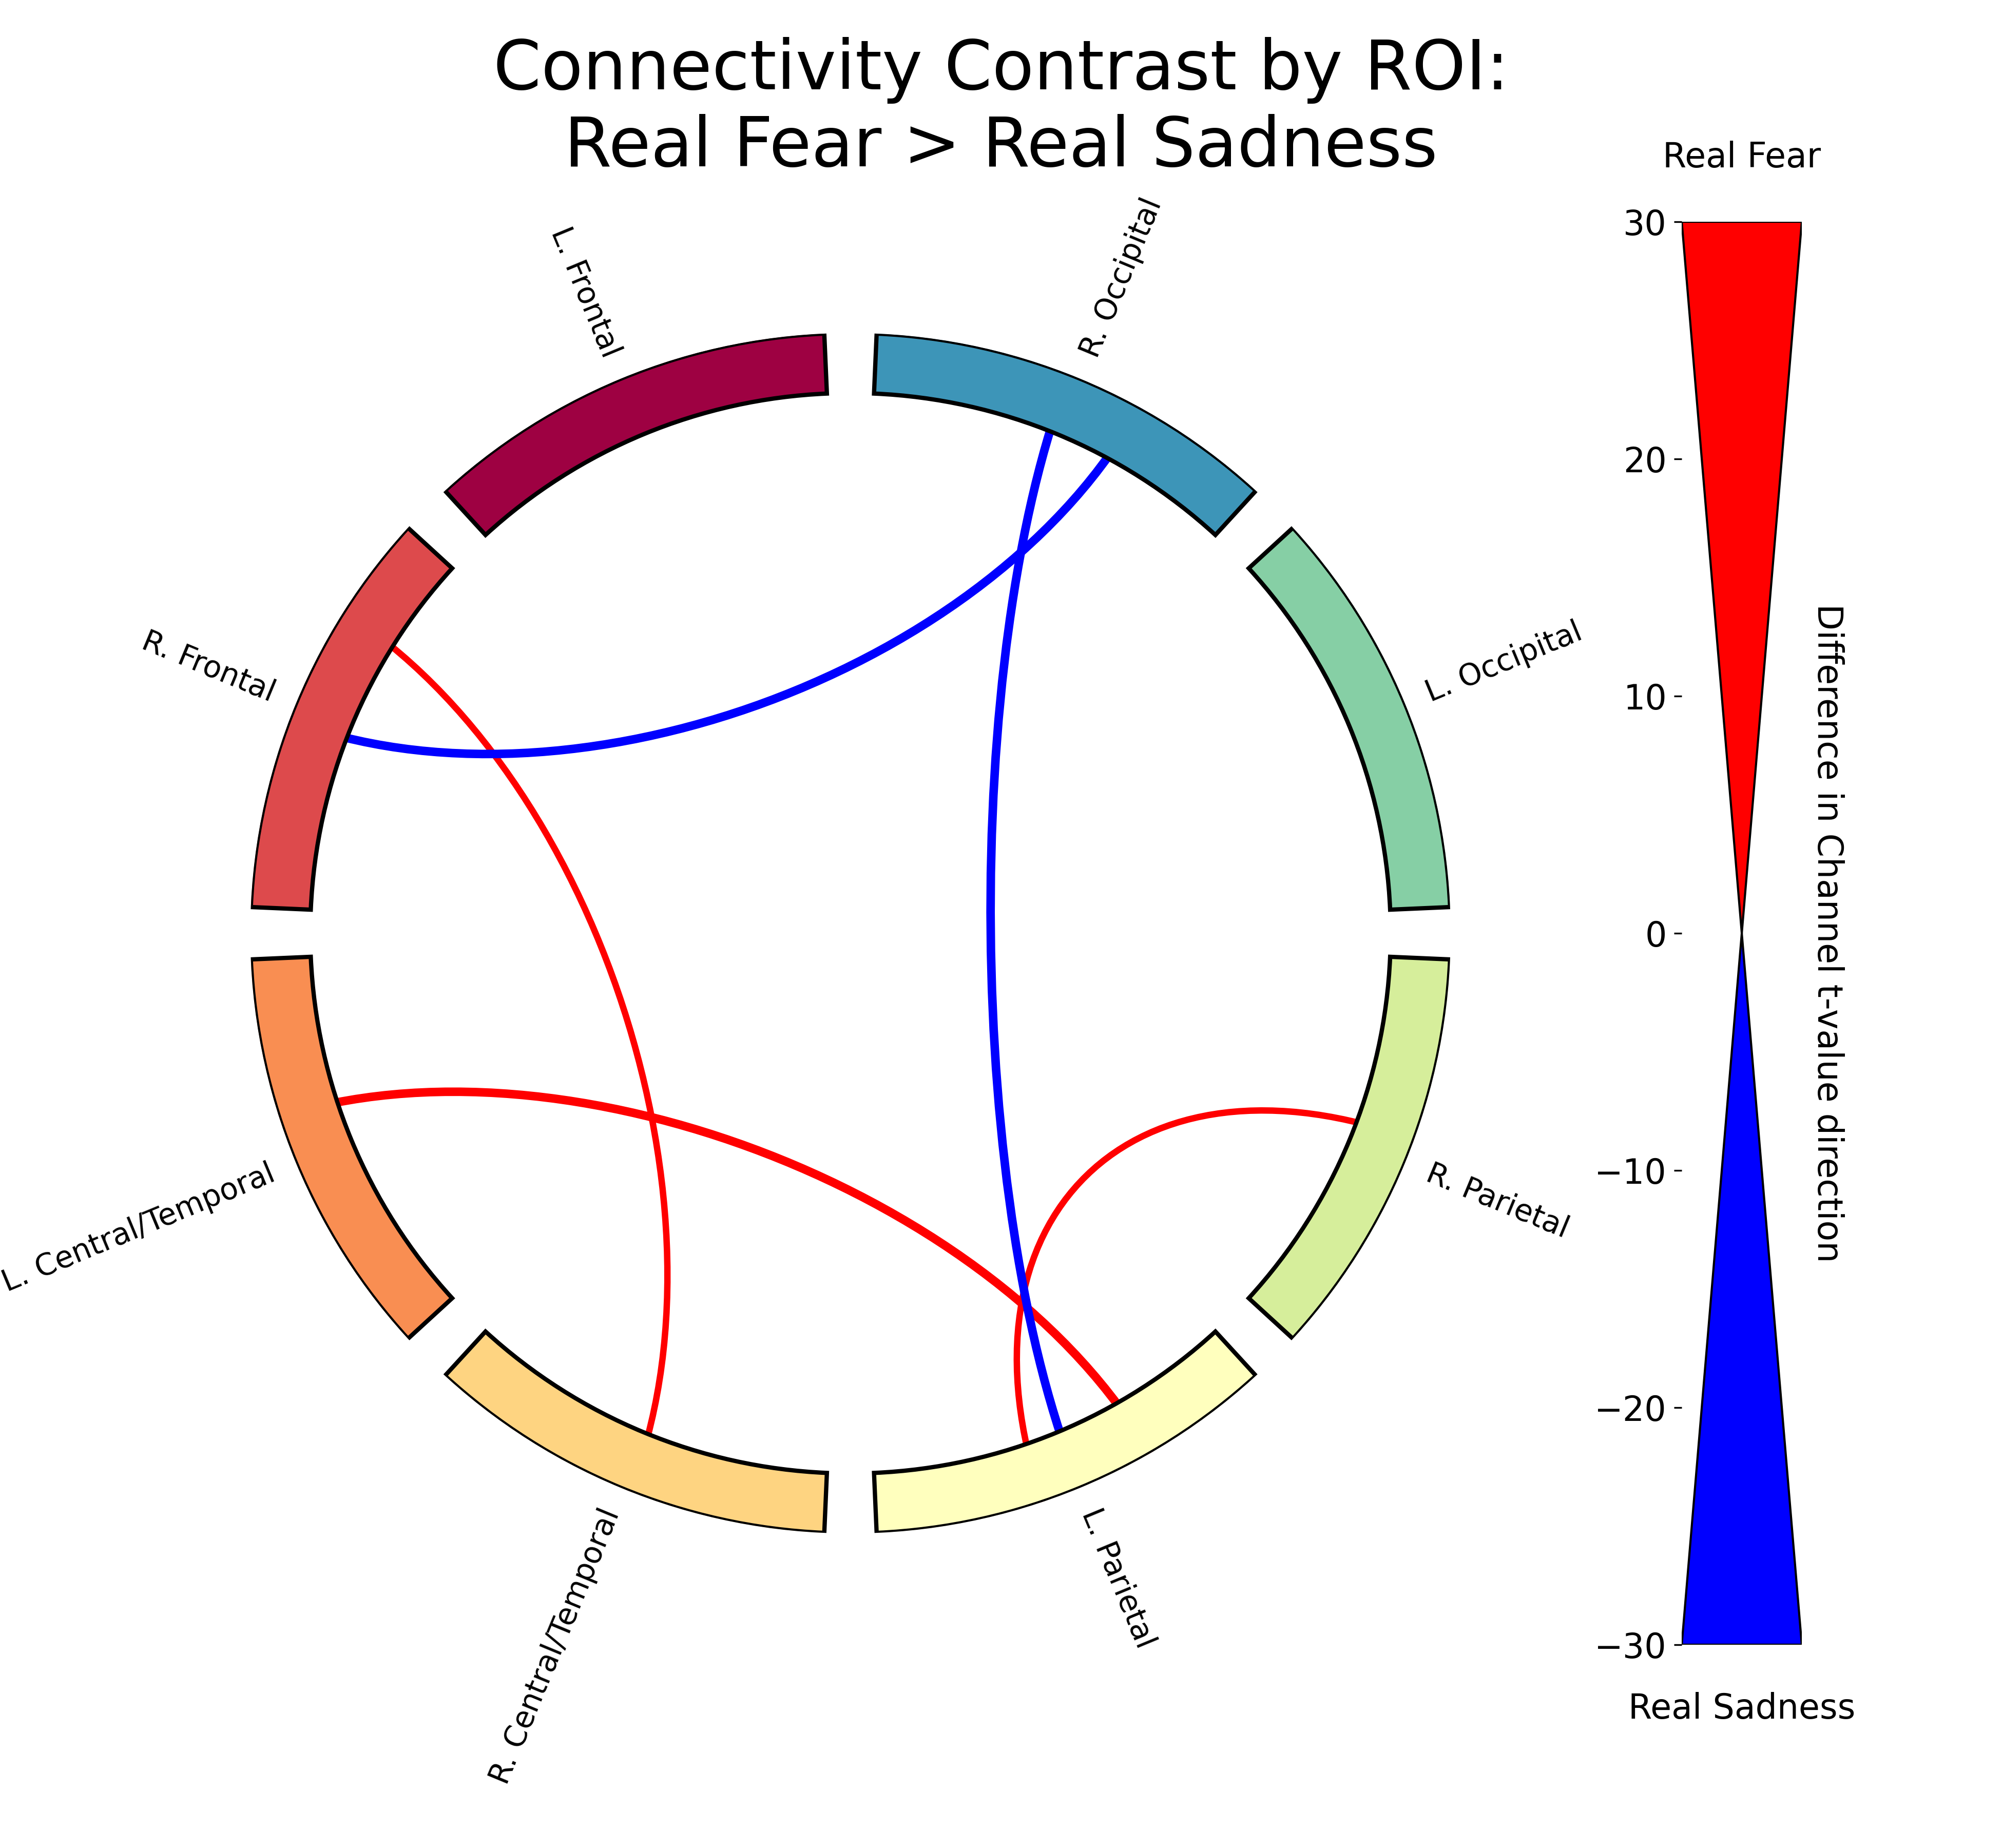 Connectivity Contrast by ROI:
Real Fear > Real Sadness
Real Fear
30
20
10
0
−10
−20
−30
Real Sadness
Difference in Channel t-value direction
L. Frontal
R. Occipital
R. Frontal
L. Occipital
L. Central/Temporal
R. Parietal
R. Central/Temporal
L. Parietal